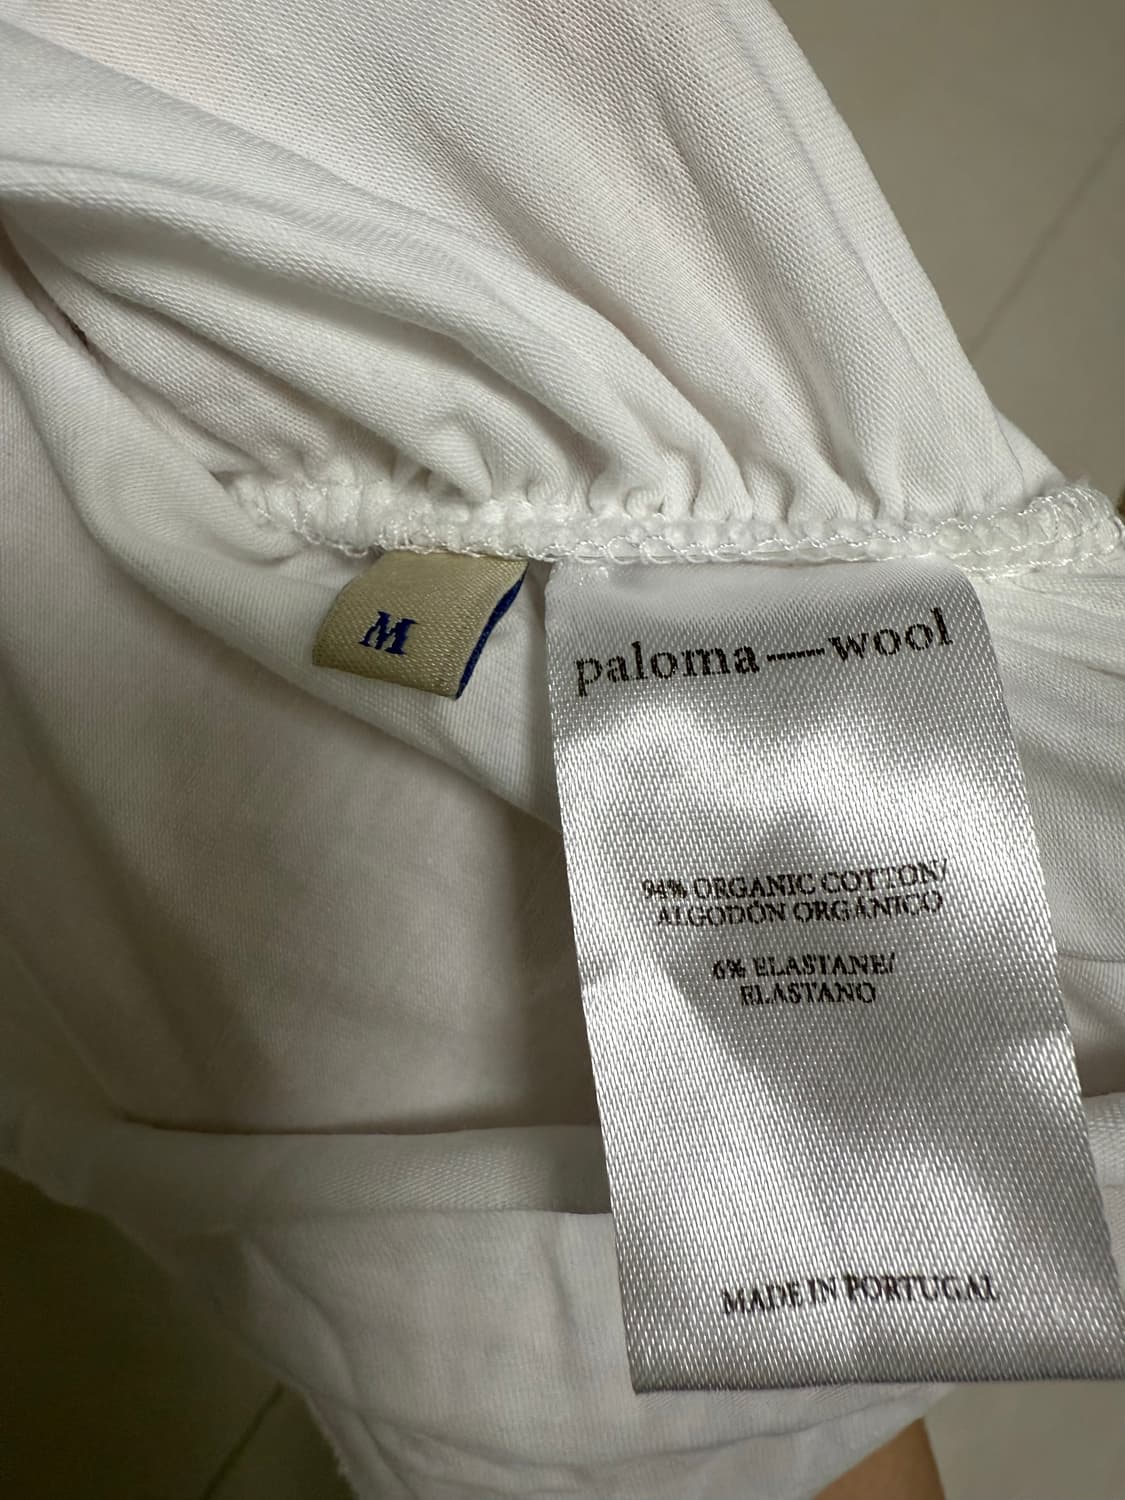 M
paloma——wool
94% ORGANIC COTTON/
ALGODÓN ORGÁNICO
6% ELASTANE/
ELASTANO
MADE IN PORTUGAL